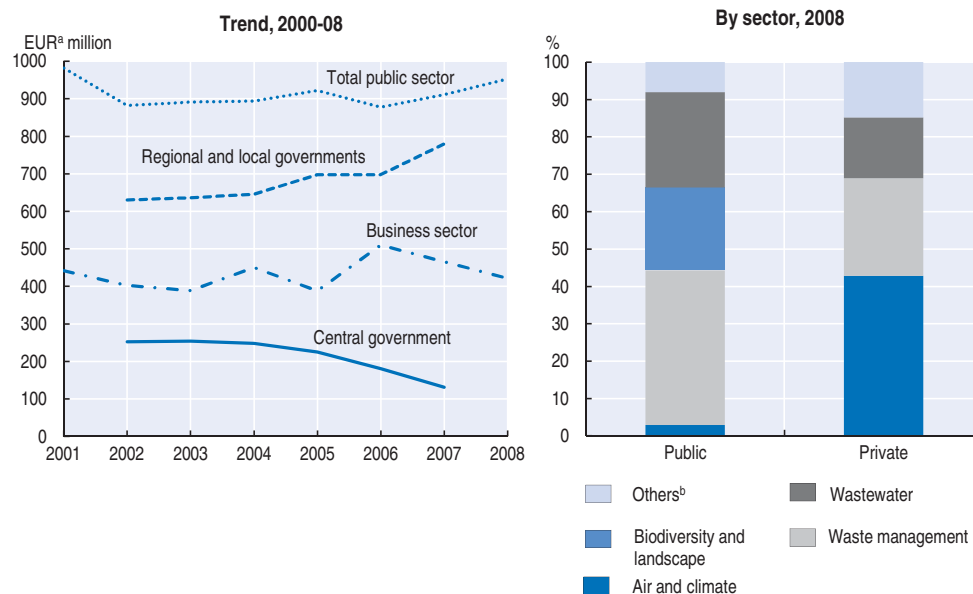 Trend, 2000-08
EURᵃ million
1000
900
800
700
600
500
400
300
200
100
0
Total public sector
Regional and local governments
Business sector
Central government
2001 2002 2003 2004 2005 2006 2007 2008
By sector, 2008
%
100
90
80
70
60
50
40
30
20
10
0
Public Private
Othersᵇ Wastewater
Biodiversity and landscape Waste management
Air and climate